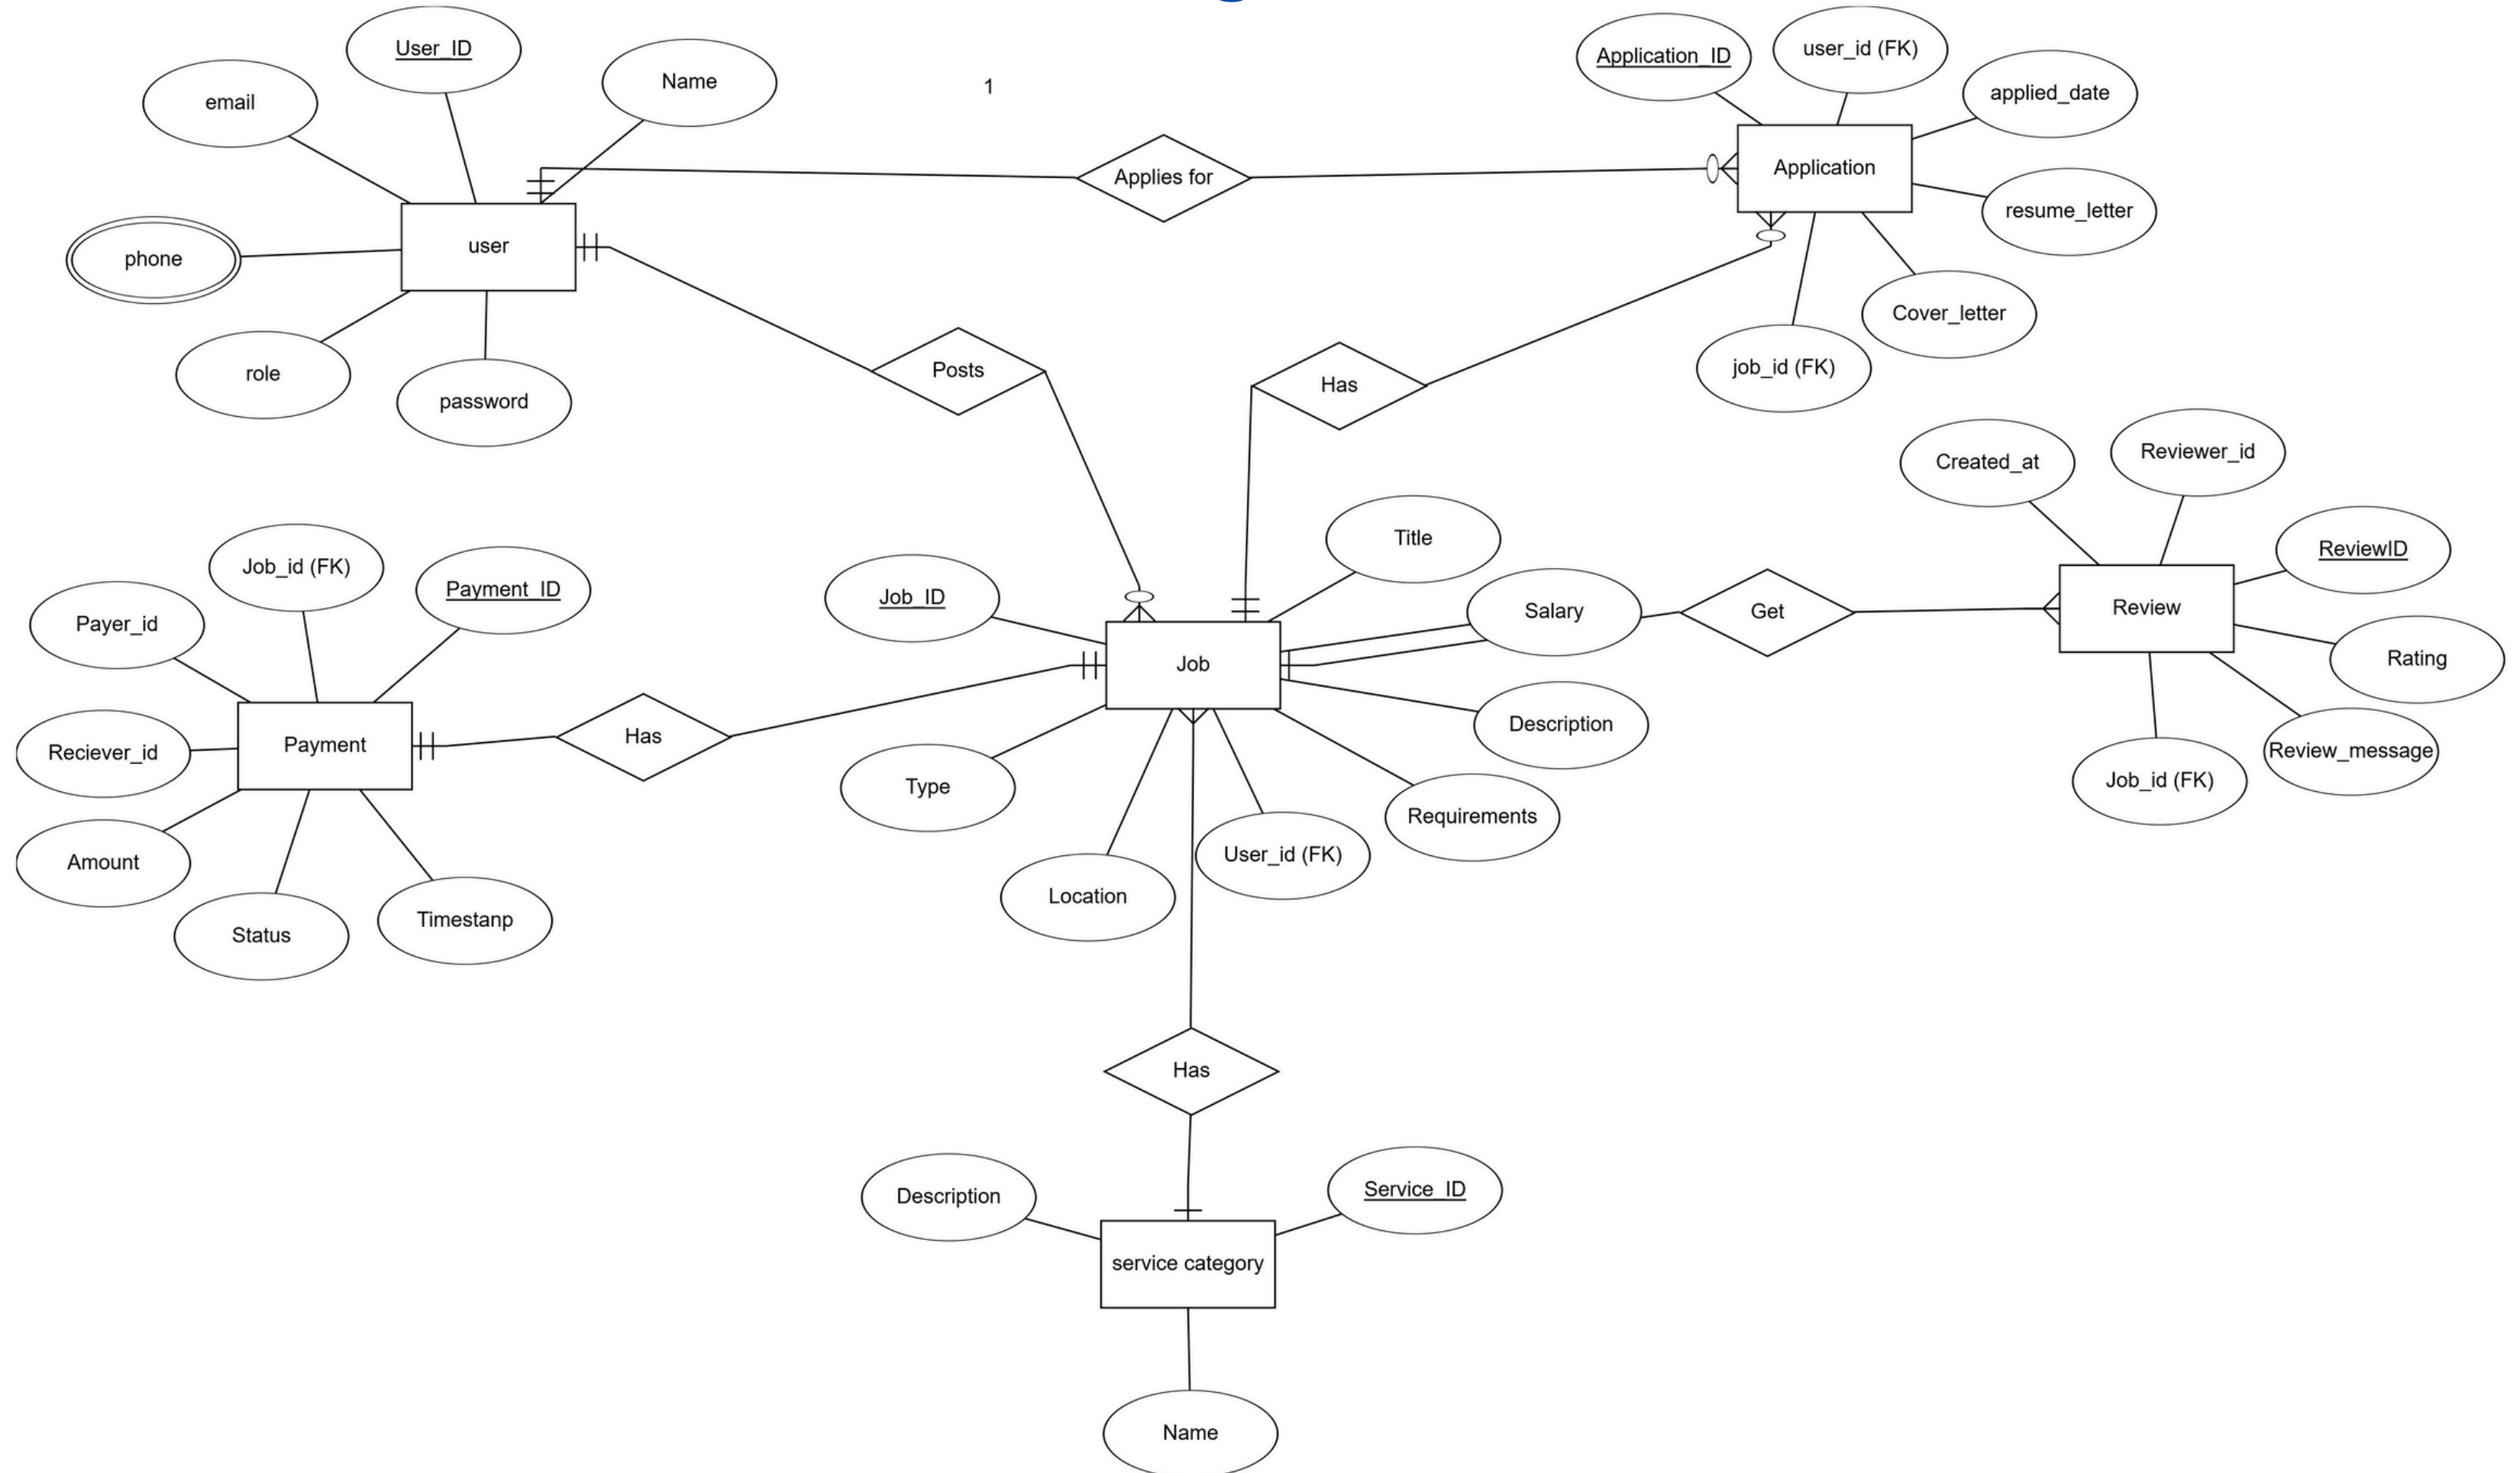 User_ID
Name
email
1
Application_ID
user_id (FK)
applied_date
Applies for
Application
resume_letter
user
phone
role
password
Posts
Has
Cover_letter
job_id (FK)
Created_at
Reviewer_id
ReviewID
Title
Job_id (FK)
Payment_ID
Payer_id
Job_ID
Salary
Get
Review
Rating
Job
Description
Review_message
Job_id (FK)
Payment
Has
Reciever_id
Type
Requirements
User_id (FK)
Location
Amount
Status
Timestanp
Has
Description
Service_ID
service category
Name